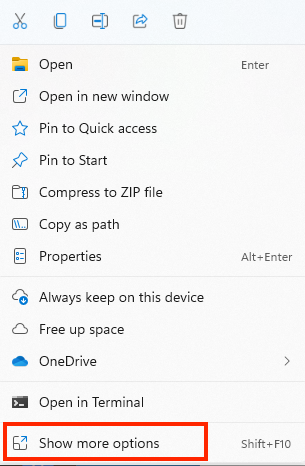 Open Enter
Open in new window
Pin to Quick access
Pin to Start
Compress to ZIP file
Copy as path
Properties Alt+Enter
Always keep on this device
Free up space
OneDrive
Open in Terminal
Show more options Shift+F10